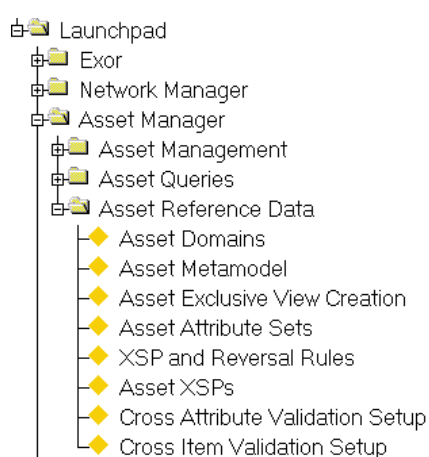 Launchpad
Exor
Network Manager
Asset Manager
Asset Management
Asset Queries
Asset Reference Data
Asset Domains
Asset Metamodel
Asset Exclusive View Creation
Asset Attribute Sets
XSP and Reversal Rules
Asset XSPs
Cross Attribute Validation Setup
Cross Item Validation Setup